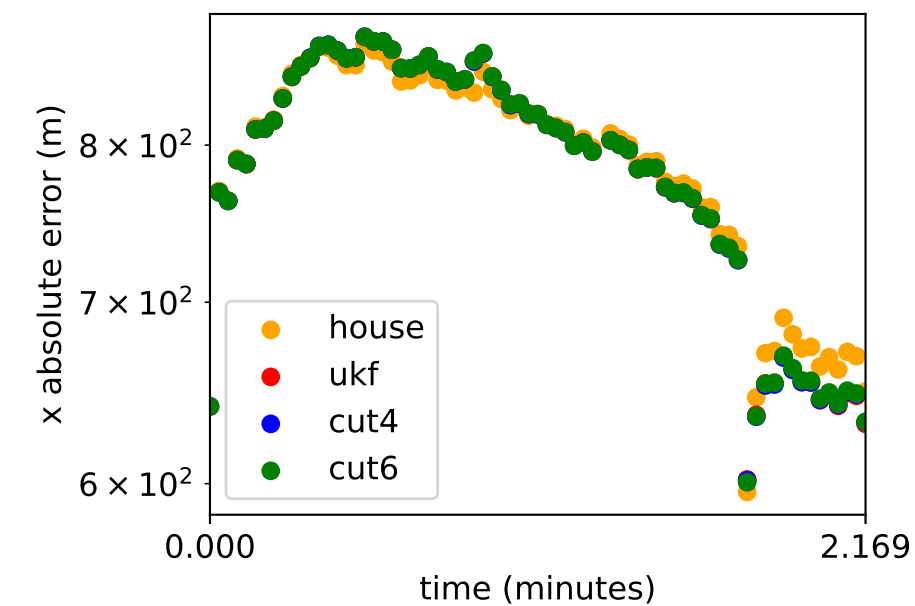 x absolute error (m)
8 × 10²
7 × 10²
6 × 10²
house
ukf
cut4
cut6
0.000
2.169
time (minutes)